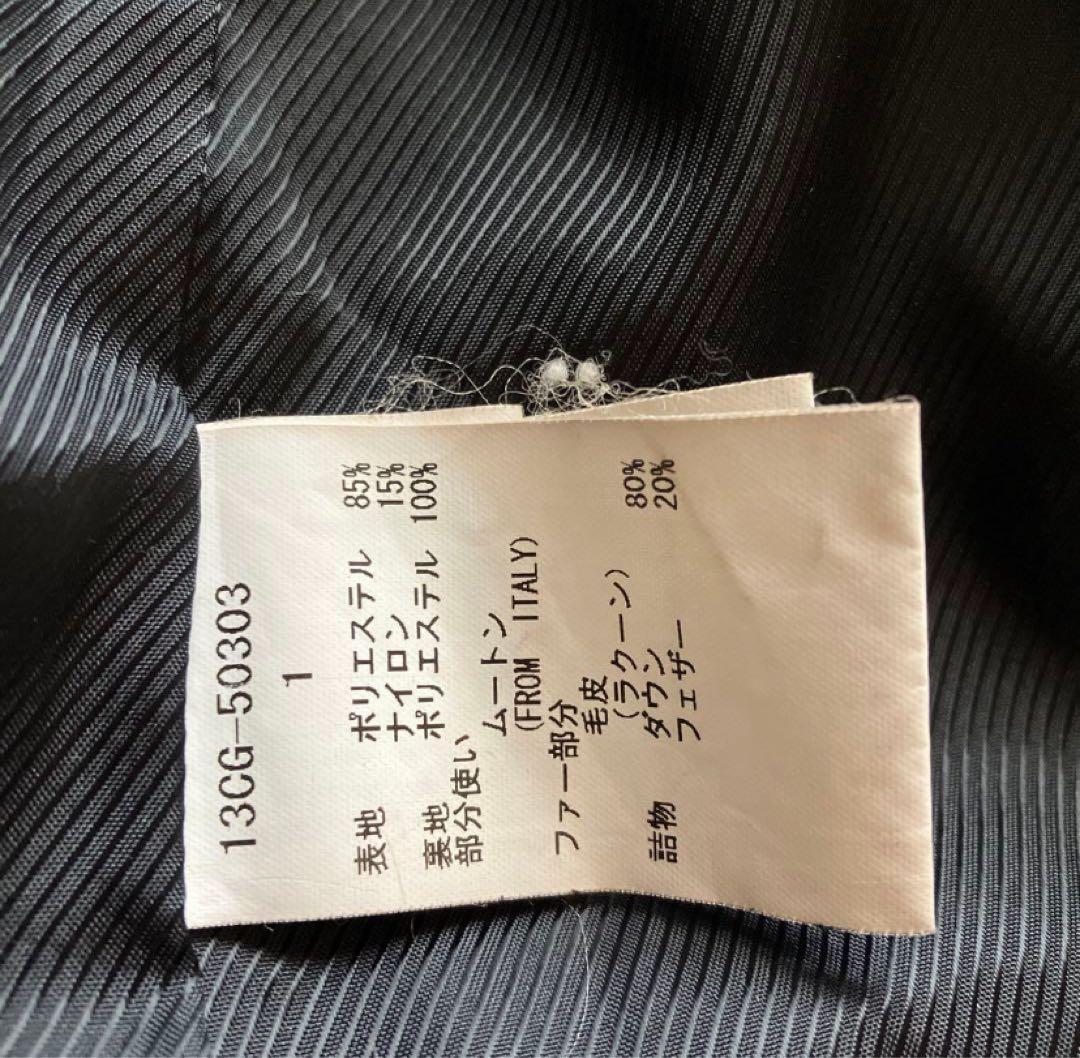 13CG-50303
1
表地 ポリエステル 85%
ナイロン 15%
裏地 ポリエステル 100%
部分使い
ムートン
(FROM ITALY)
ファー部分
毛皮
(ラクーン)
詰物 ダウン 80%
フェザー 20%